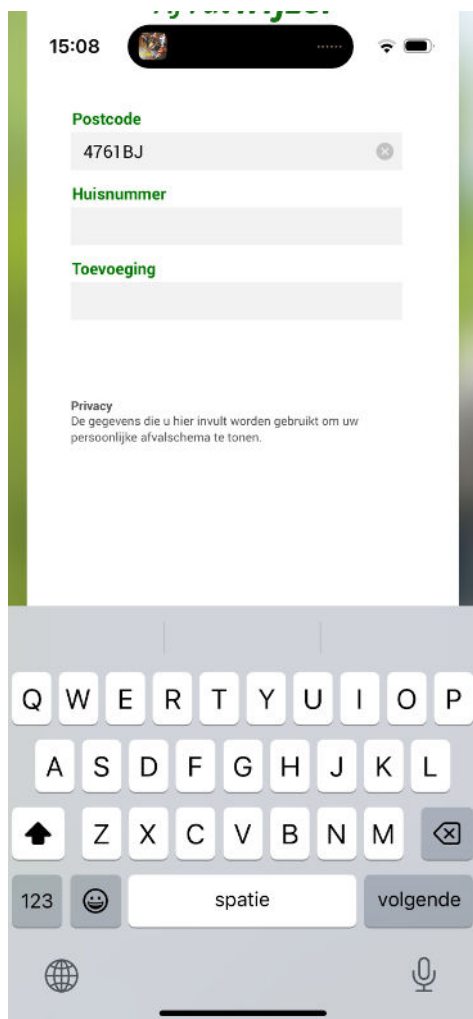 15:08
Postcode
4761BJ
Huisnummer
Toevoeging
Privacy
De gegevens die u hier invult worden gebruikt om uw
persoonlijke afvalschema te tonen.
Q W E R T Y U I O P
A S D F G H J K L
Z X C V B N M
123 spatie volgende